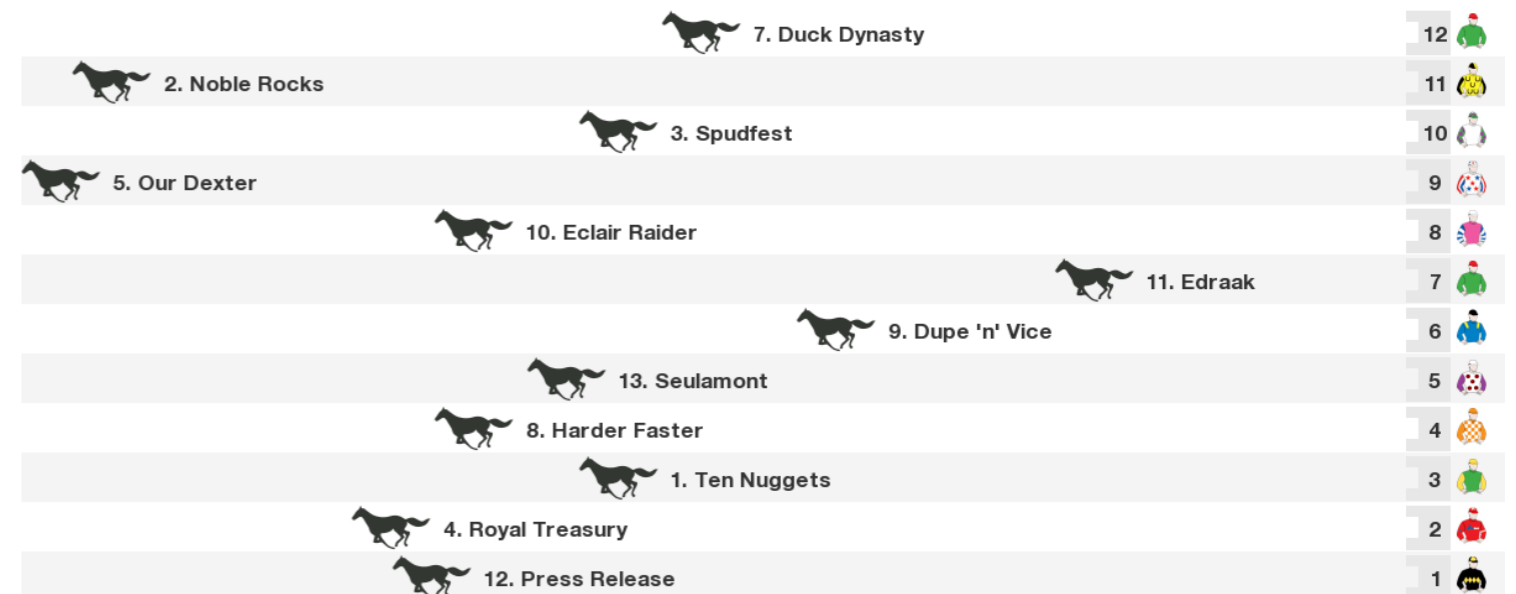 7. Duck Dynasty 12
2. Noble Rocks 11
3. Spudfest 10
5. Our Dexter 9
10. Eclair Raider 8
11. Edraak 7
9. Dupe 'n' Vice 6
13. Seulamont 5
8. Harder Faster 4
1. Ten Nuggets 3
4. Royal Treasury 2
12. Press Release 1